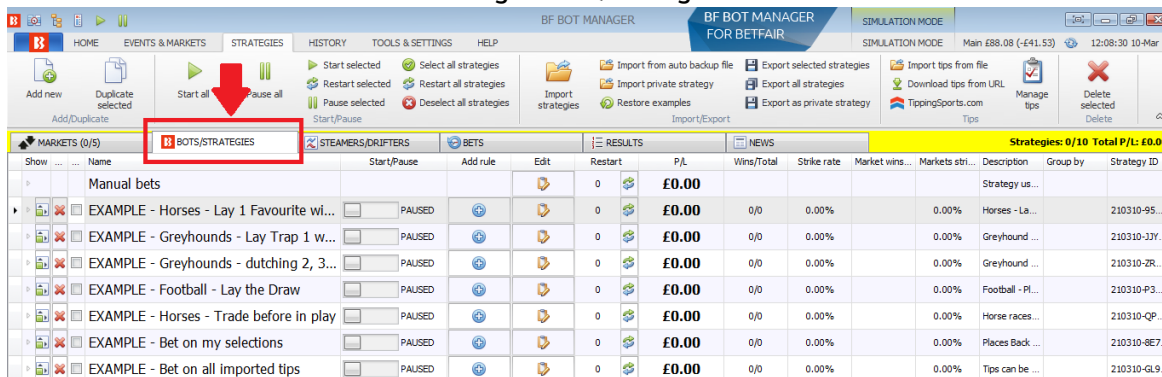 BF BOT MANAGER
BF BOT MANAGER
FOR BETFAIR
SIMULATION MODE
HOME EVENTS & MARKETS STRATEGIES HISTORY TOOLS & SETTINGS HELP
SIMULATION MODE Main £88.08 (-£41.53) 12:08:30 10-Mar
Add new
Duplicate selected
Add/Duplicate
Start all
Pause all
Start selected
Restart selected
Pause selected
Select all strategies
Restart all strategies
Deselect all strategies
Start/Pause
Import strategies
Import from auto backup file
Import private strategy
Restore examples
Export selected strategies
Export all strategies
Export as private strategy
Import/Export
Import tips from file
Download tips from URL
TippingSports.com
Manage tips
Tips
Delete selected
Delete
MARKETS (0/5) BOTS/STRATEGIES STEAMERS/DRIFTERS BETS RESULTS NEWS Strategies: 0/10 Total P/L: £0.0
Show ... ... Name Start/Pause Add rule Edit Restart P/L Wins/Total Strike rate Market wins... Markets stri... Description Group by Strategy ID
Manual bets 0 £0.00 Strategy us...
EXAMPLE - Horses - Lay 1 Favourite wi... PAUSED 0 £0.00 0/0 0.00% 0.00% Horses - La... 210310-95...
EXAMPLE - Greyhounds - Lay Trap 1 w... PAUSED 0 £0.00 0/0 0.00% 0.00% Greyhound ... 210310-JJY...
EXAMPLE - Greyhounds - dutching 2, 3... PAUSED 0 £0.00 0/0 0.00% 0.00% Greyhound ... 210310-ZR...
EXAMPLE - Football - Lay the Draw PAUSED 0 £0.00 0/0 0.00% 0.00% Football - Pl... 210310-P3...
EXAMPLE - Horses - Trade before in play PAUSED 0 £0.00 0/0 0.00% 0.00% Horse races... 210310-QP...
EXAMPLE - Bet on my selections PAUSED 0 £0.00 0/0 0.00% 0.00% Places Back ... 210310-8E7...
EXAMPLE - Bet on all imported tips PAUSED 0 £0.00 0/0 0.00% 0.00% Tips can be ... 210310-GL9...